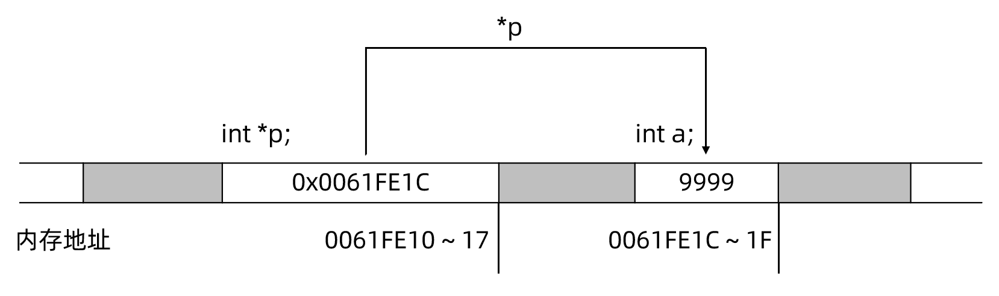 *p
int *p;
int a;
0x0061FE1C
9999
内存地址
0061FE10 ~ 17
0061FE1C ~ 1F